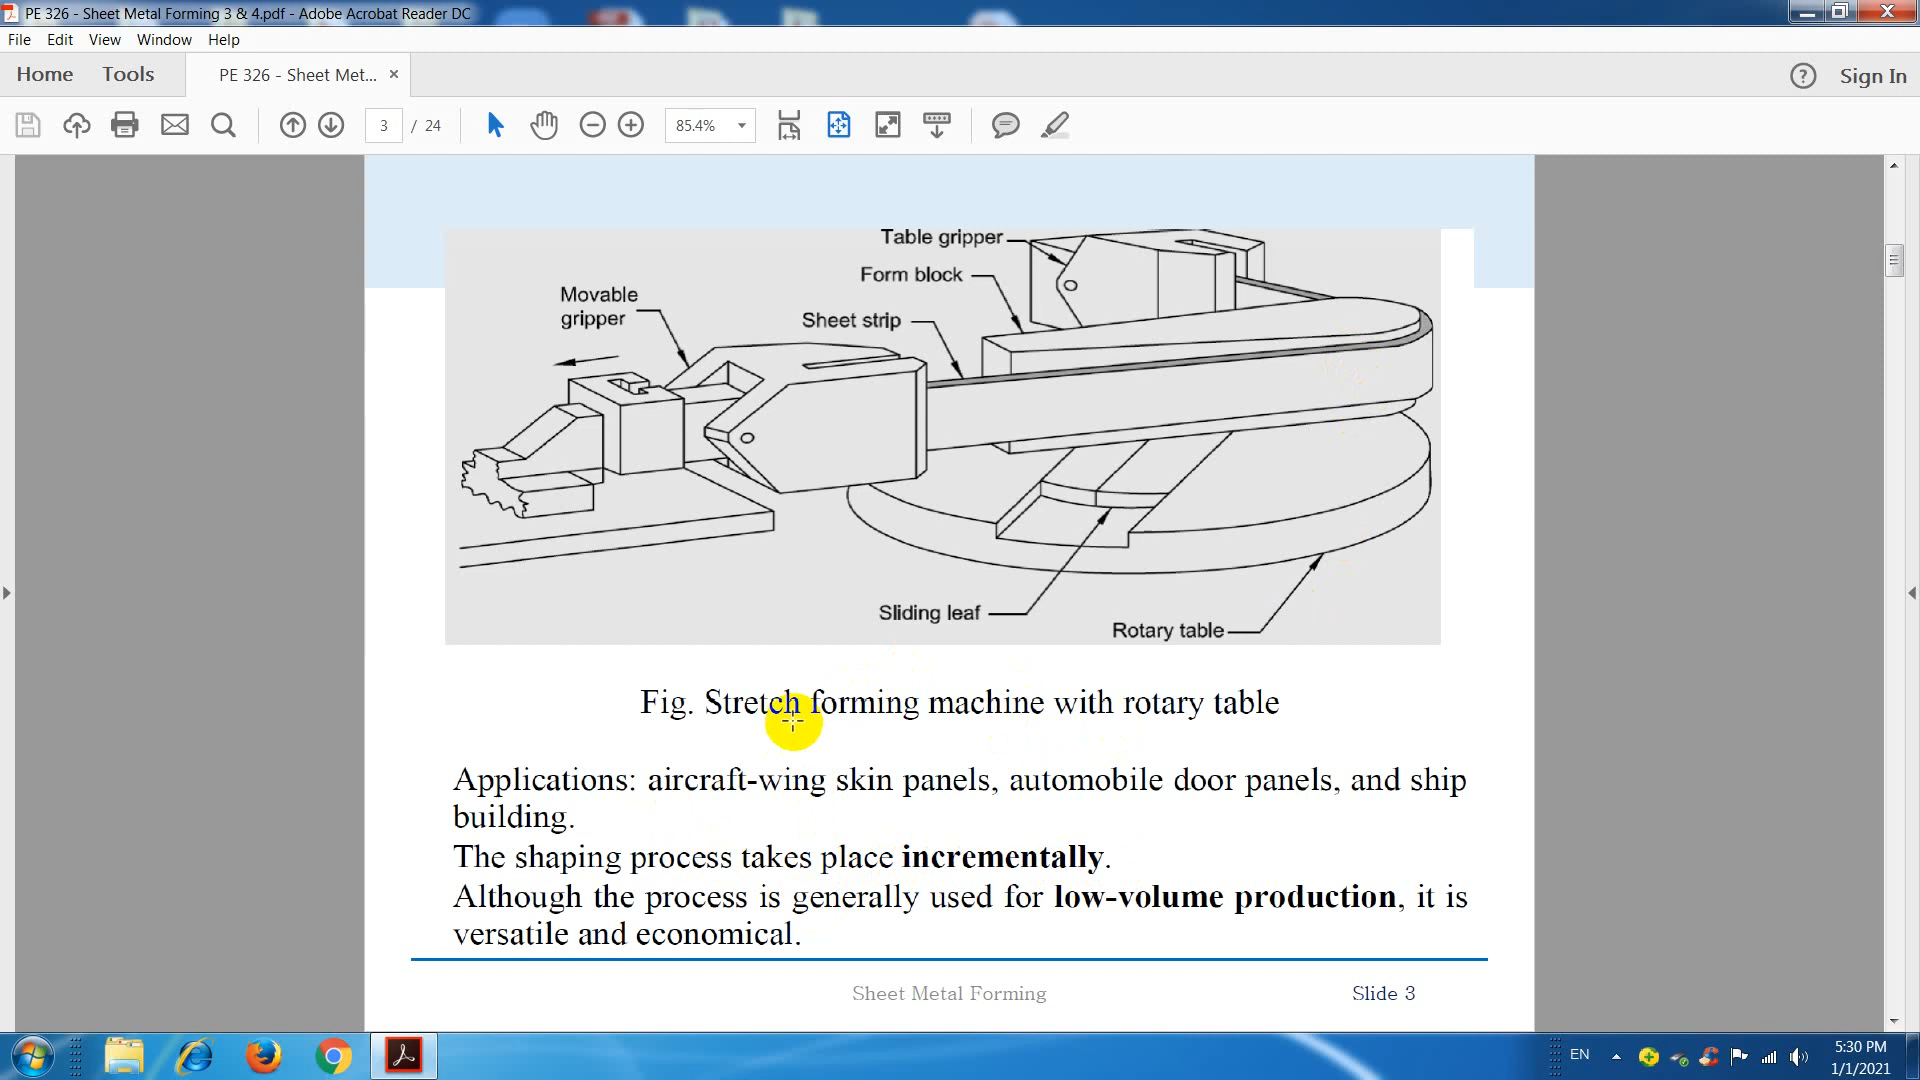 PE 326 - Sheet Metal Forming 3 & 4.pdf - Adobe Acrobat Reader DC
File Edit View Window Help
Home Tools PE 326 - Sheet Met... × ? Sign In
3 / 24 85.4%
Table gripper
Form block
Movable
gripper
Sheet strip
Sliding leaf
Rotary table
Fig. Stretch forming machine with rotary table
Applications: aircraft-wing skin panels, automobile door panels, and ship
building.
The shaping process takes place incrementally.
Although the process is generally used for low-volume production, it is
versatile and economical.
Sheet Metal Forming Slide 3
EN 5:30 PM
1/1/2021